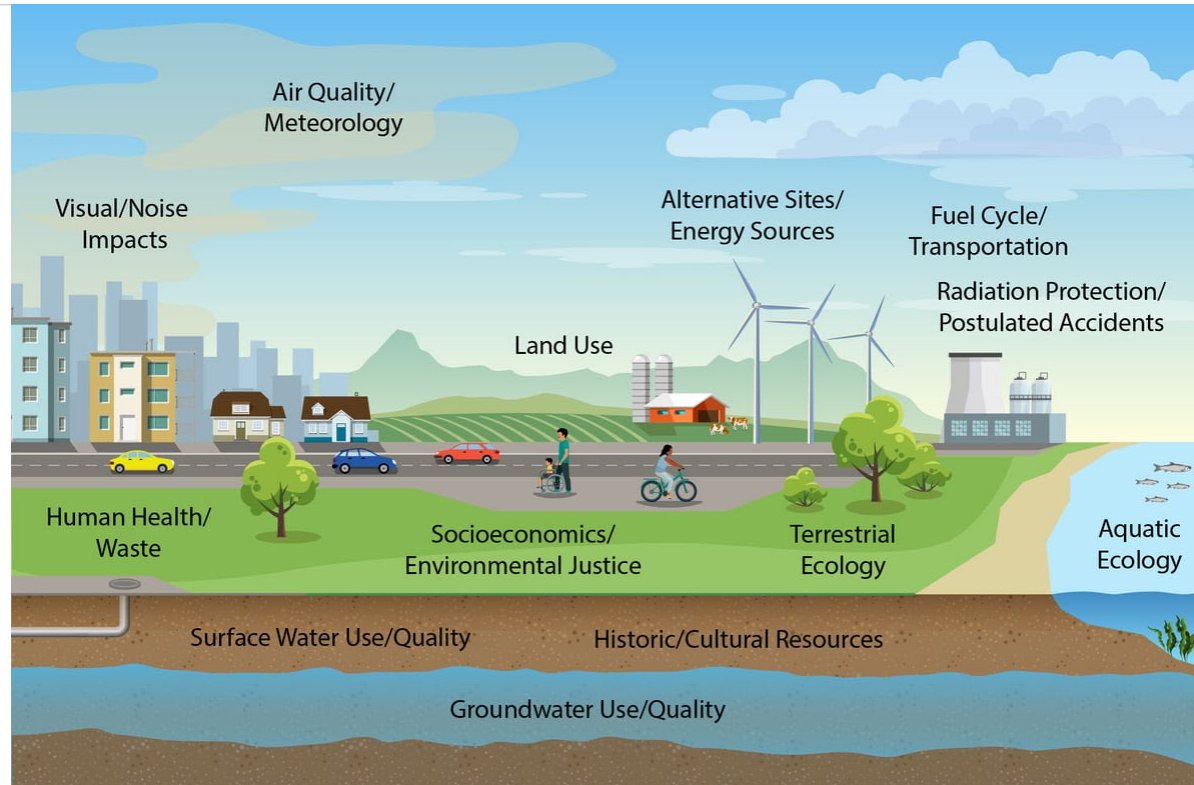 Air Quality/
Meteorology
Visual/Noise
Impacts
Alternative Sites/
Energy Sources
Fuel Cycle/
Transportation
Radiation Protection/
Postulated Accidents
Land Use
Human Health/
Waste
Socioeconomics/
Environmental Justice
Terrestrial
Ecology
Aquatic
Ecology
Surface Water Use/Quality
Historic/Cultural Resources
Groundwater Use/Quality